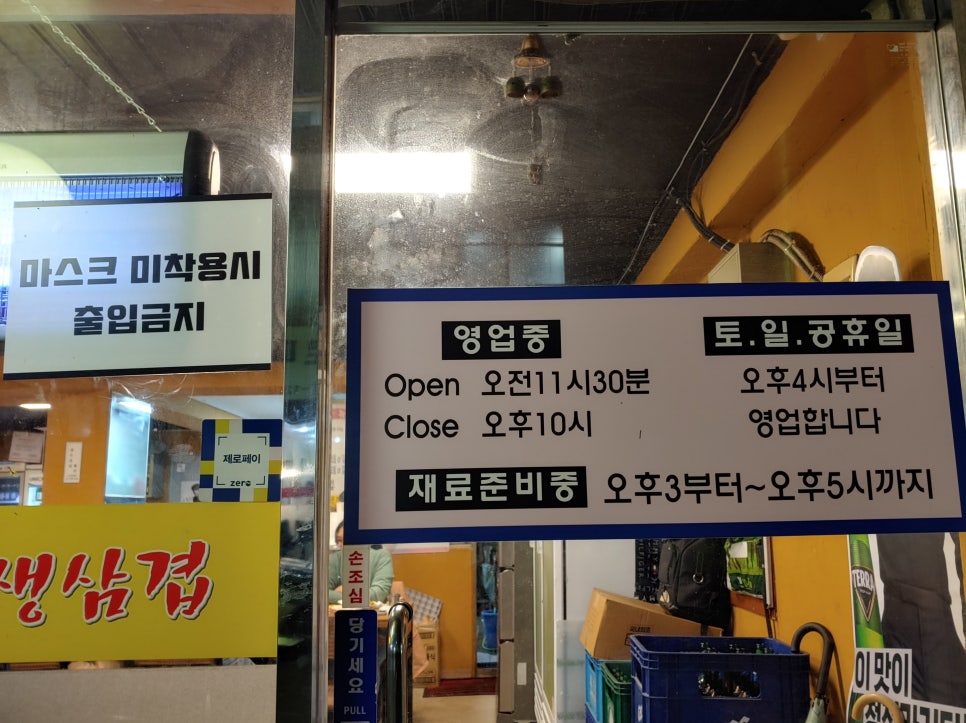 마스크 미착용시
출입금지
제로페이
zero
생삼겹
영업중
Open 오전11시30분
Close 오후10시
토.일.공휴일
오후4시부터
영업합니다
재료준비중 오후3부터~오후5시까지
손조심
당기세요
PULL
TERRA
이맛이